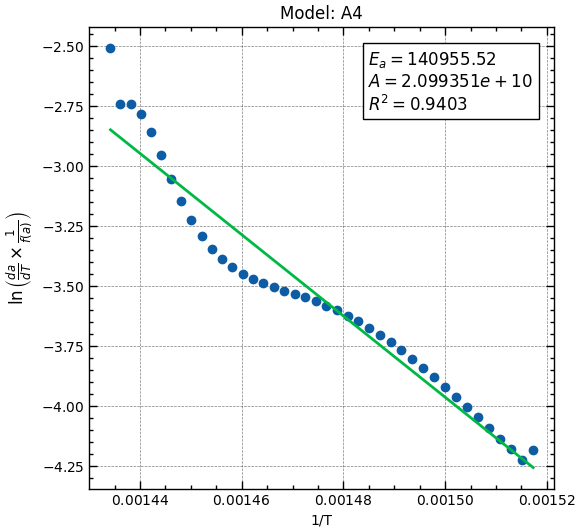 Model: A4
E_a = 140955.52
A = 2.099351e + 10
R^2 = 0.9403
ln (da/dT × 1/f(a))
−2.50
−2.75
−3.00
−3.25
−3.50
−3.75
−4.00
−4.25
0.00144 0.00146 0.00148 0.00150 0.00152
1/T